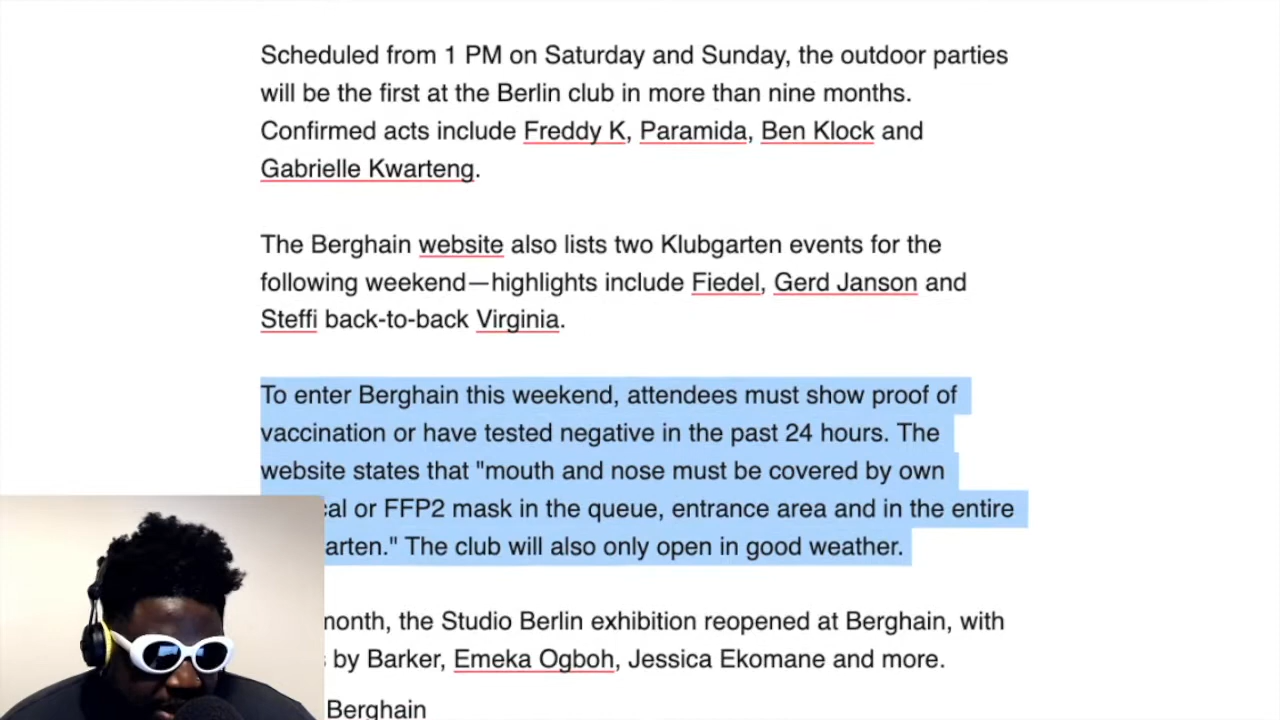 Scheduled from 1 PM on Saturday and Sunday, the outdoor parties
will be the first at the Berlin club in more than nine months.
Confirmed acts include Freddy K, Paramida, Ben Klock and
Gabrielle Kwarteng.
The Berghain website also lists two Klubgarten events for the
following weekend—highlights include Fiedel, Gerd Janson and
Steffi back-to-back Virginia.
To enter Berghain this weekend, attendees must show proof of
vaccination or have tested negative in the past 24 hours. The
website states that "mouth and nose must be covered by own
or FFP2 mask in the queue, entrance area and in the entire
The club will also only open in good weather.
month, the Studio Berlin exhibition reopened at Berghain, with
by Barker, Emeka Ogboh, Jessica Ekomane and more.
Berghain